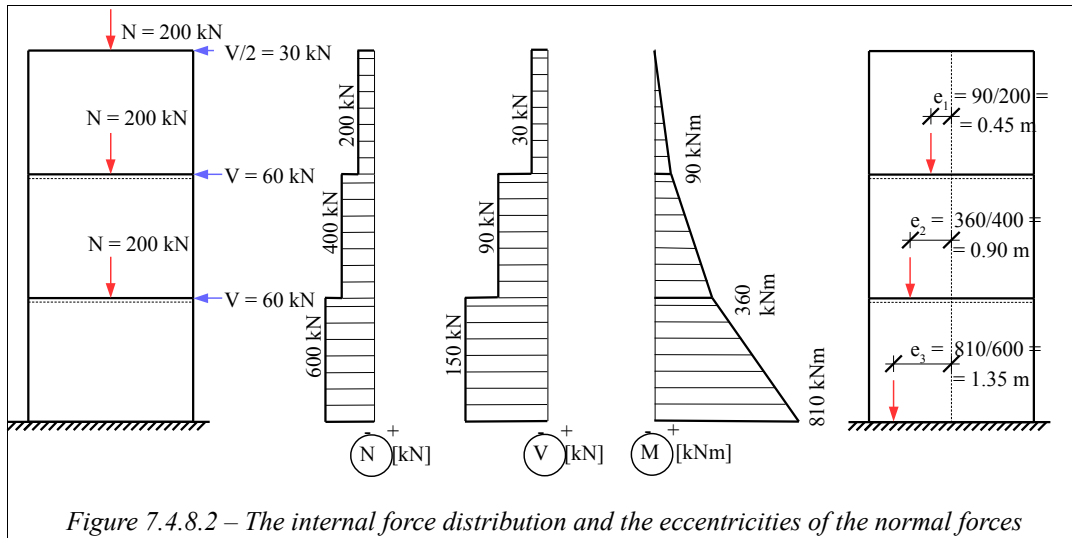 N = 200 kN
V/2 = 30 kN
N = 200 kN
V = 60 kN
N = 200 kN
V = 60 kN
200 kN
400 kN
600 kN
- +
N [kN]
30 kN
90 kN
150 kN
- +
V [kN]
90 kNm
360
kNm
810 kNm
- +
M [kNm]
e1 = 90/200 =
= 0.45 m
e2 = 360/400 =
= 0.90 m
e3 = 810/600 =
= 1.35 m
Figure 7.4.8.2 – The internal force distribution and the eccentricities of the normal forces